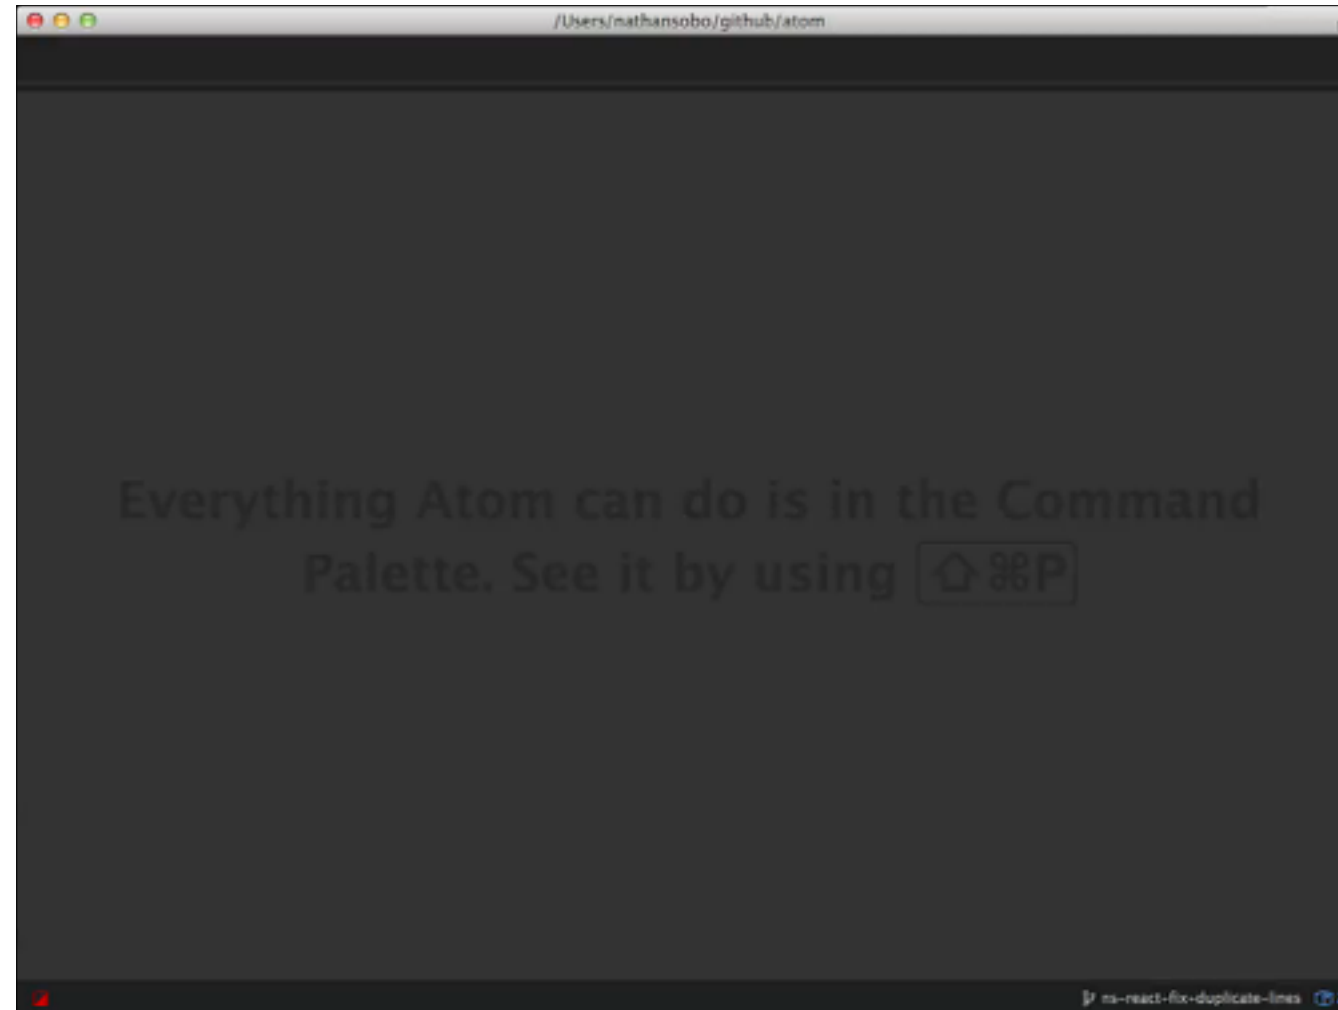 /Users/nathansobo/github/atom
Everything Atom can do is in the Command
Palette. See it by using ⇧⌘P
ns-react-fix-duplicate-lines